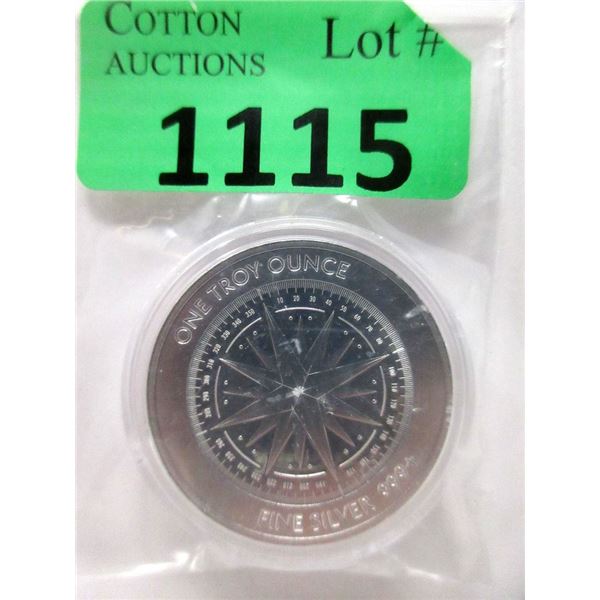 COTTON
AUCTIONS
Lot #
1115
ONE TROY OUNCE
FINE SILVER 999+